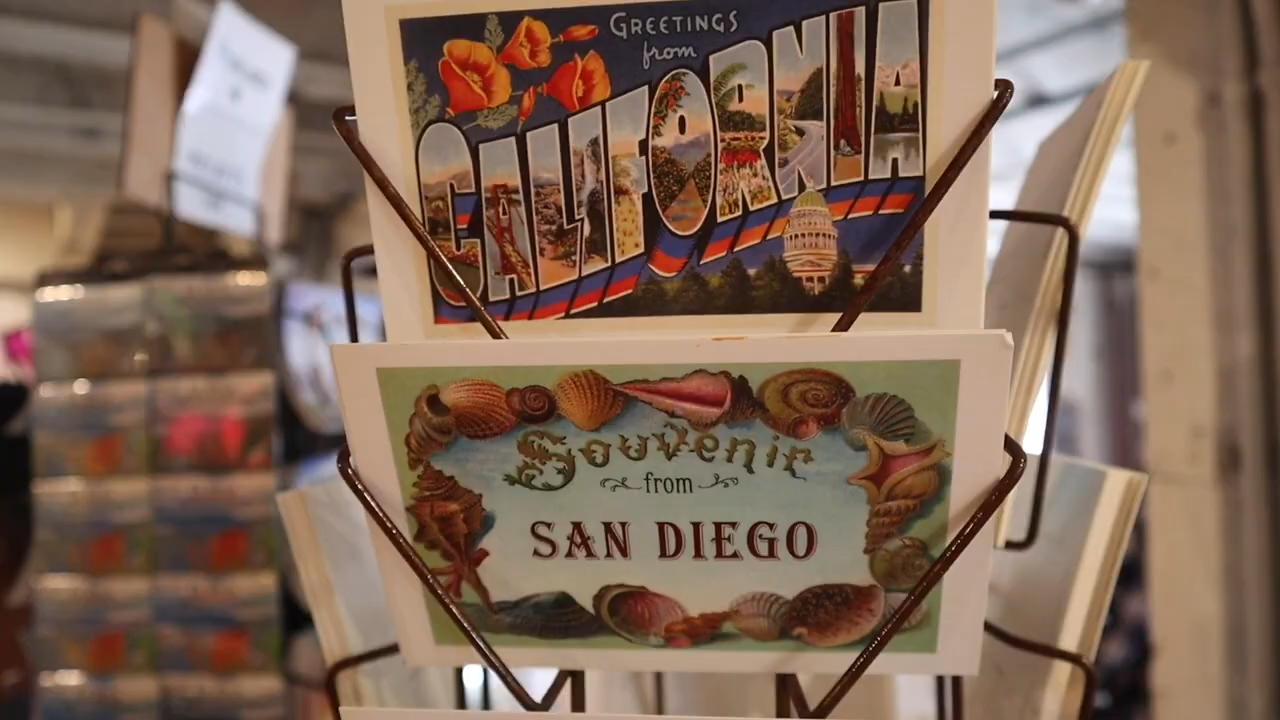 GREETINGS
from
CALIFORNIA
Souvenir
from
SAN DIEGO